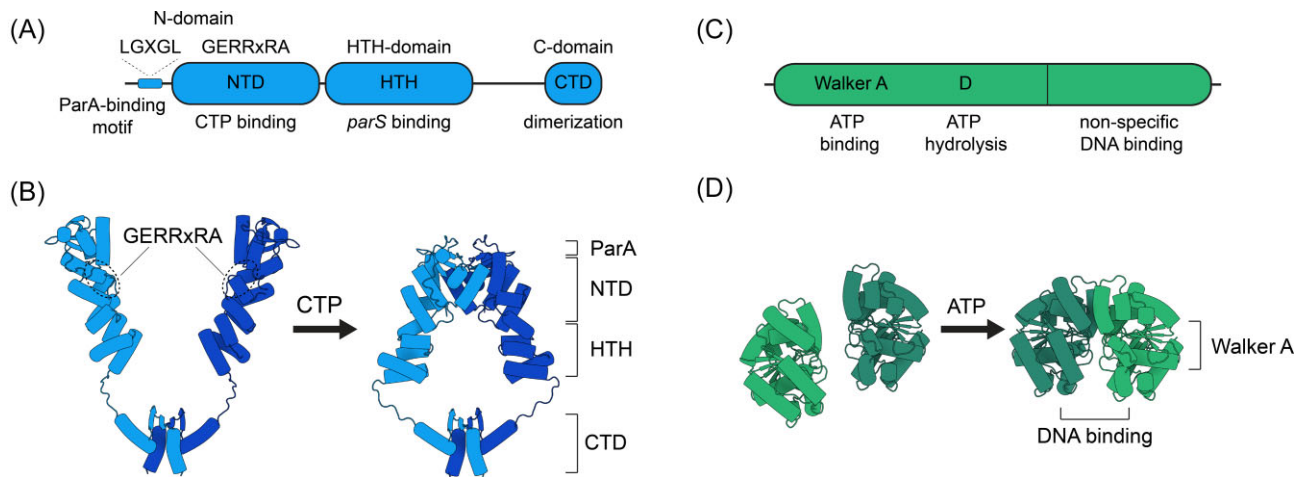 (A)
N-domain
LGXGL
GERRxRA
HTH-domain
C-domain
NTD
HTH
CTD
ParA-binding
motif
CTP binding
parS binding
dimerization
(B)
GERRxRA
CTP
ParA
NTD
HTH
CTD
(C)
Walker A
D
ATP
binding
ATP
hydrolysis
non-specific
DNA binding
(D)
ATP
Walker A
DNA binding